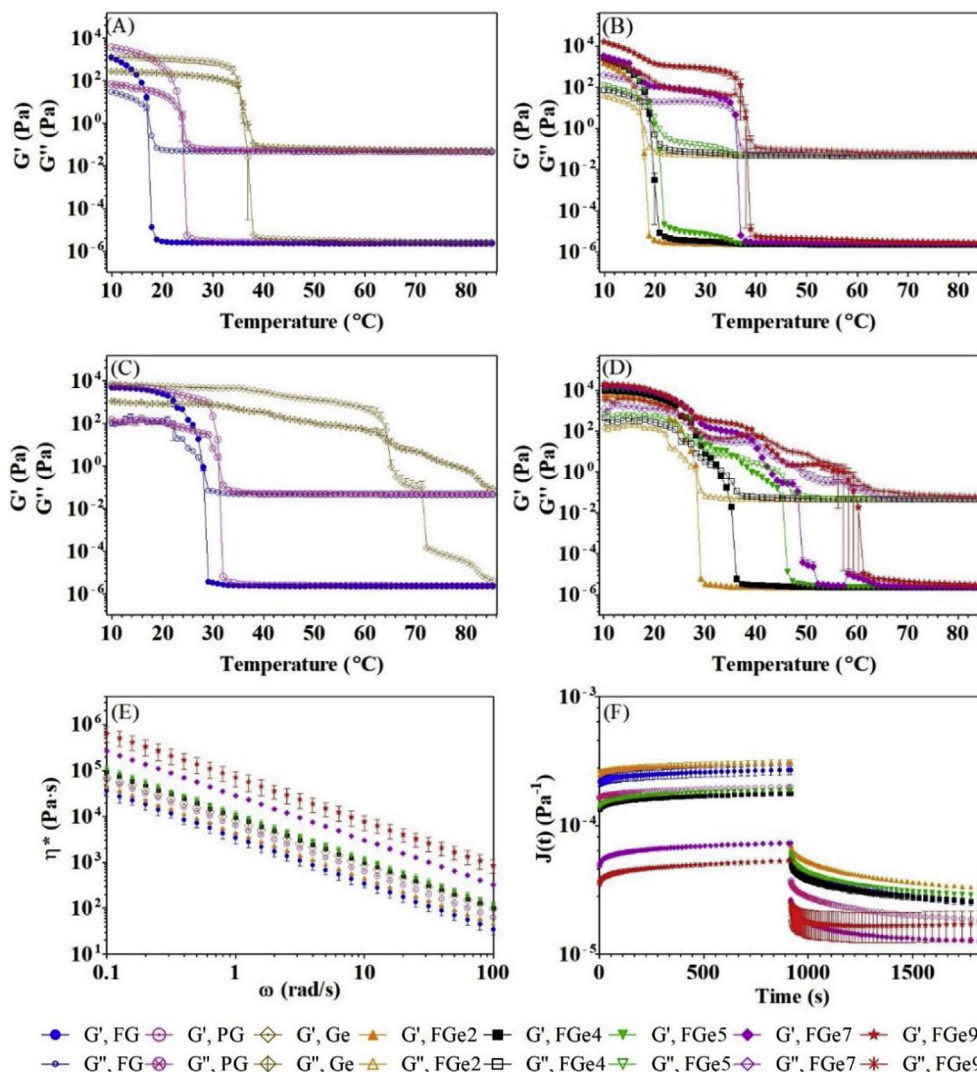 (A)
G' (Pa)
G'' (Pa)
10⁴
10²
10⁰
10⁻²
10⁻⁴
10⁻⁶
10 20 30 40 50 60 70 80
Temperature (°C)
(B)
G' (Pa)
G'' (Pa)
10⁴
10²
10⁰
10⁻²
10⁻⁴
10⁻⁶
10 20 30 40 50 60 70 80
Temperature (°C)
(C)
G' (Pa)
G'' (Pa)
10⁴
10²
10⁰
10⁻²
10⁻⁴
10⁻⁶
10 20 30 40 50 60 70 80
Temperature (°C)
(D)
G' (Pa)
G'' (Pa)
10⁴
10²
10⁰
10⁻²
10⁻⁴
10⁻⁶
10 20 30 40 50 60 70 80
Temperature (°C)
(E)
η* (Pa·s)
10⁶
10⁵
10⁴
10³
10²
10¹
0.1 1 10 100
ω (rad/s)
(F)
J(t) (Pa⁻¹)
10⁻³
10⁻⁴
10⁻⁵
0 500 1000 1500
Time (s)
G', FG G', PG G', Ge G', FGe2 G', FGe4 G', FGe5 G', FGe7 G', FGe9
G'', FG G'', PG G'', Ge G'', FGe2 G'', FGe4 G'', FGe5 G'', FGe7 G'', FGe9